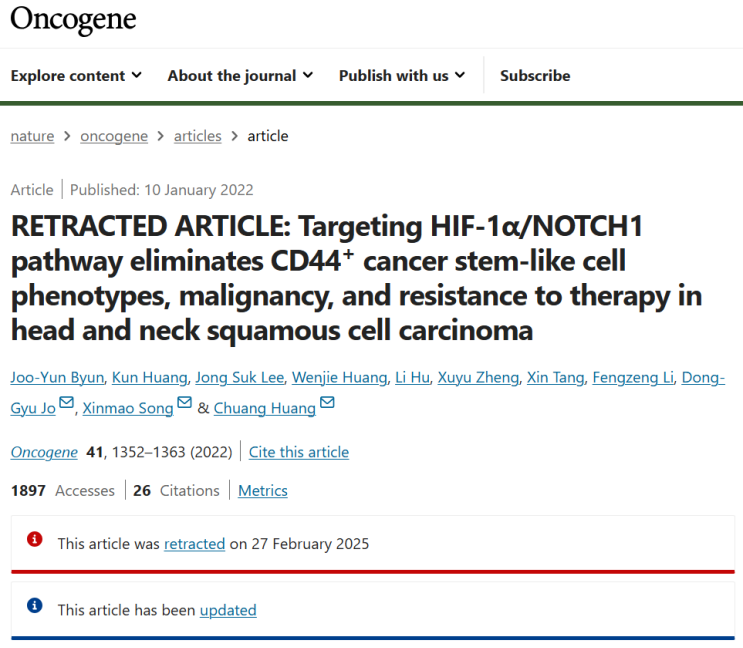 Oncogene
Explore content About the journal Publish with us Subscribe
nature > oncogene > articles > article
Article | Published: 10 January 2022
RETRACTED ARTICLE: Targeting HIF-1α/NOTCH1
pathway eliminates CD44⁺ cancer stem-like cell
phenotypes, malignancy, and resistance to therapy in
head and neck squamous cell carcinoma
Joo-Yun Byun, Kun Huang, Jong Suk Lee, Wenjie Huang, Li Hu, Xuyu Zheng, Xin Tang, Fengzeng Li, Dong-
Gyu Jo, Xinmao Song & Chuang Huang
Oncogene 41, 1352–1363 (2022) | Cite this article
1897 Accesses | 26 Citations | Metrics
This article was retracted on 27 February 2025
This article has been updated